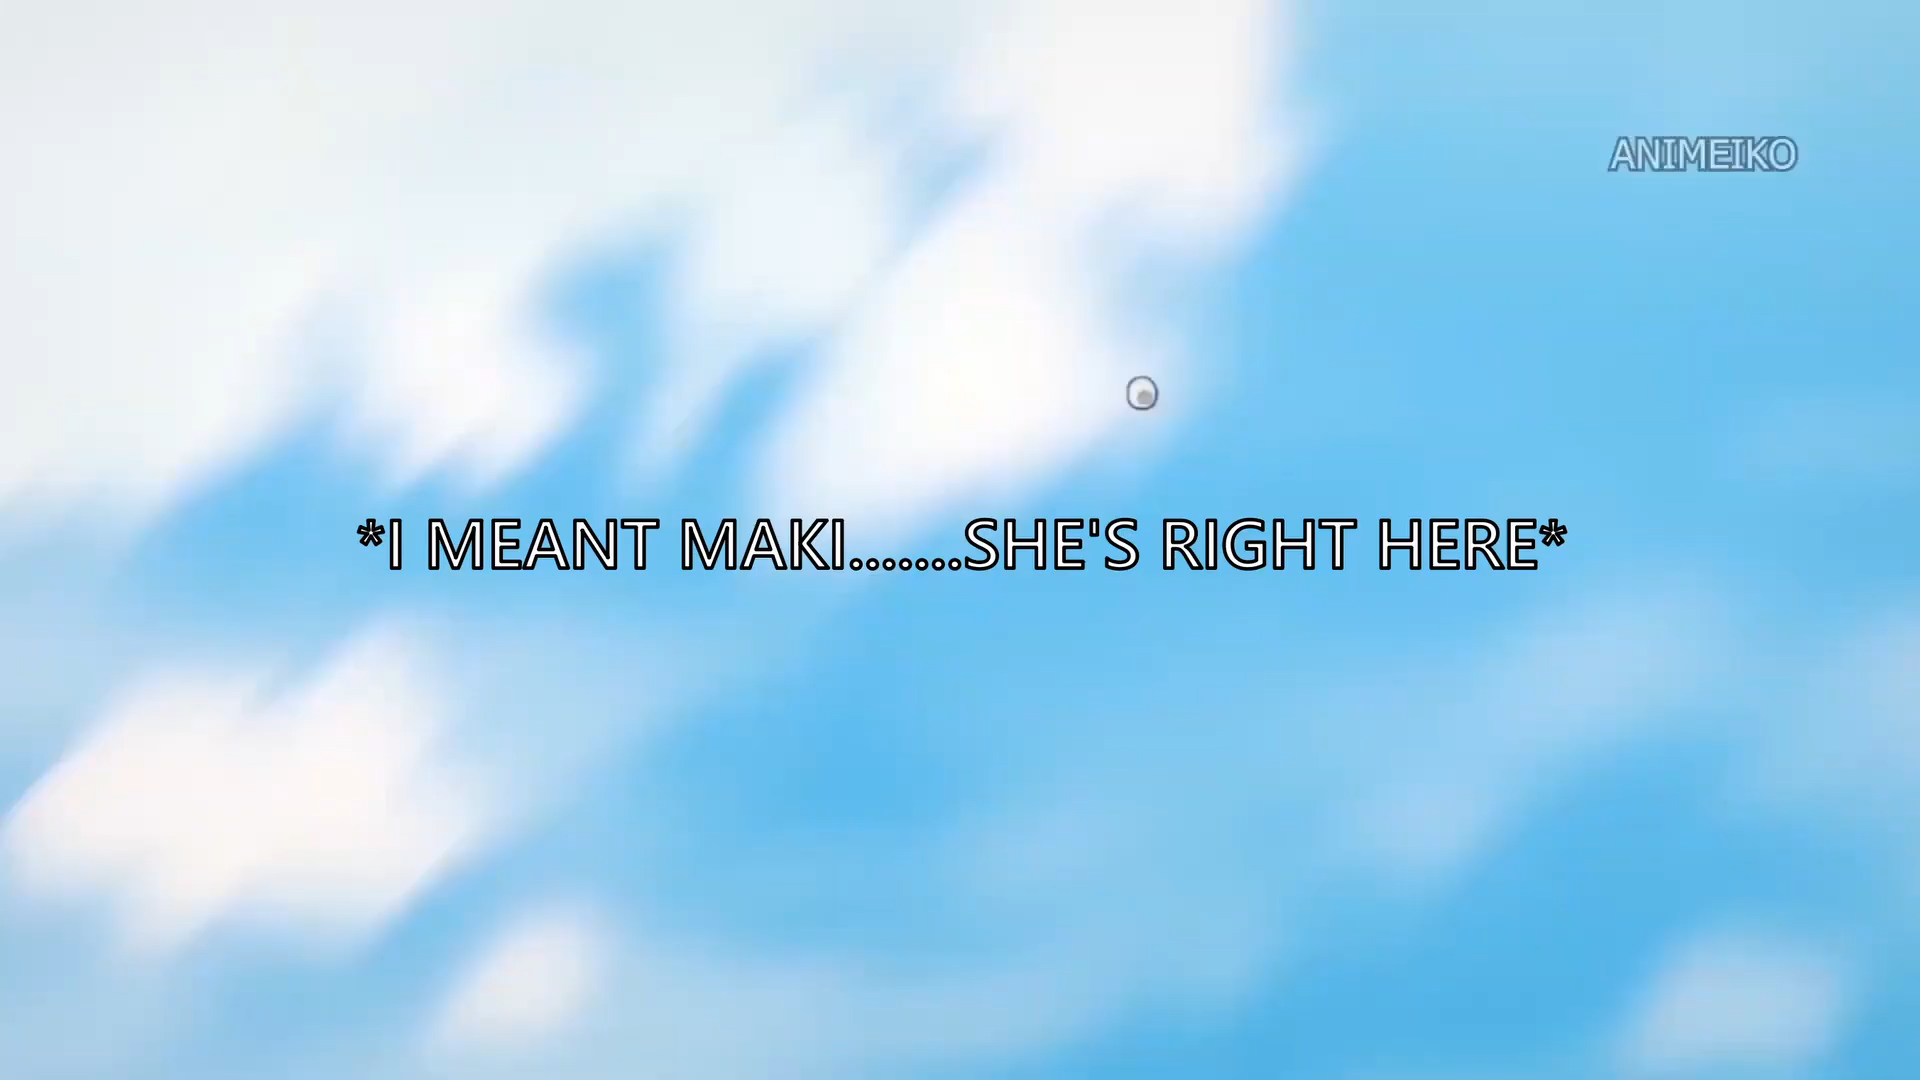 ANIMEIKO
*I MEANT MAKI.......SHE'S RIGHT HERE*